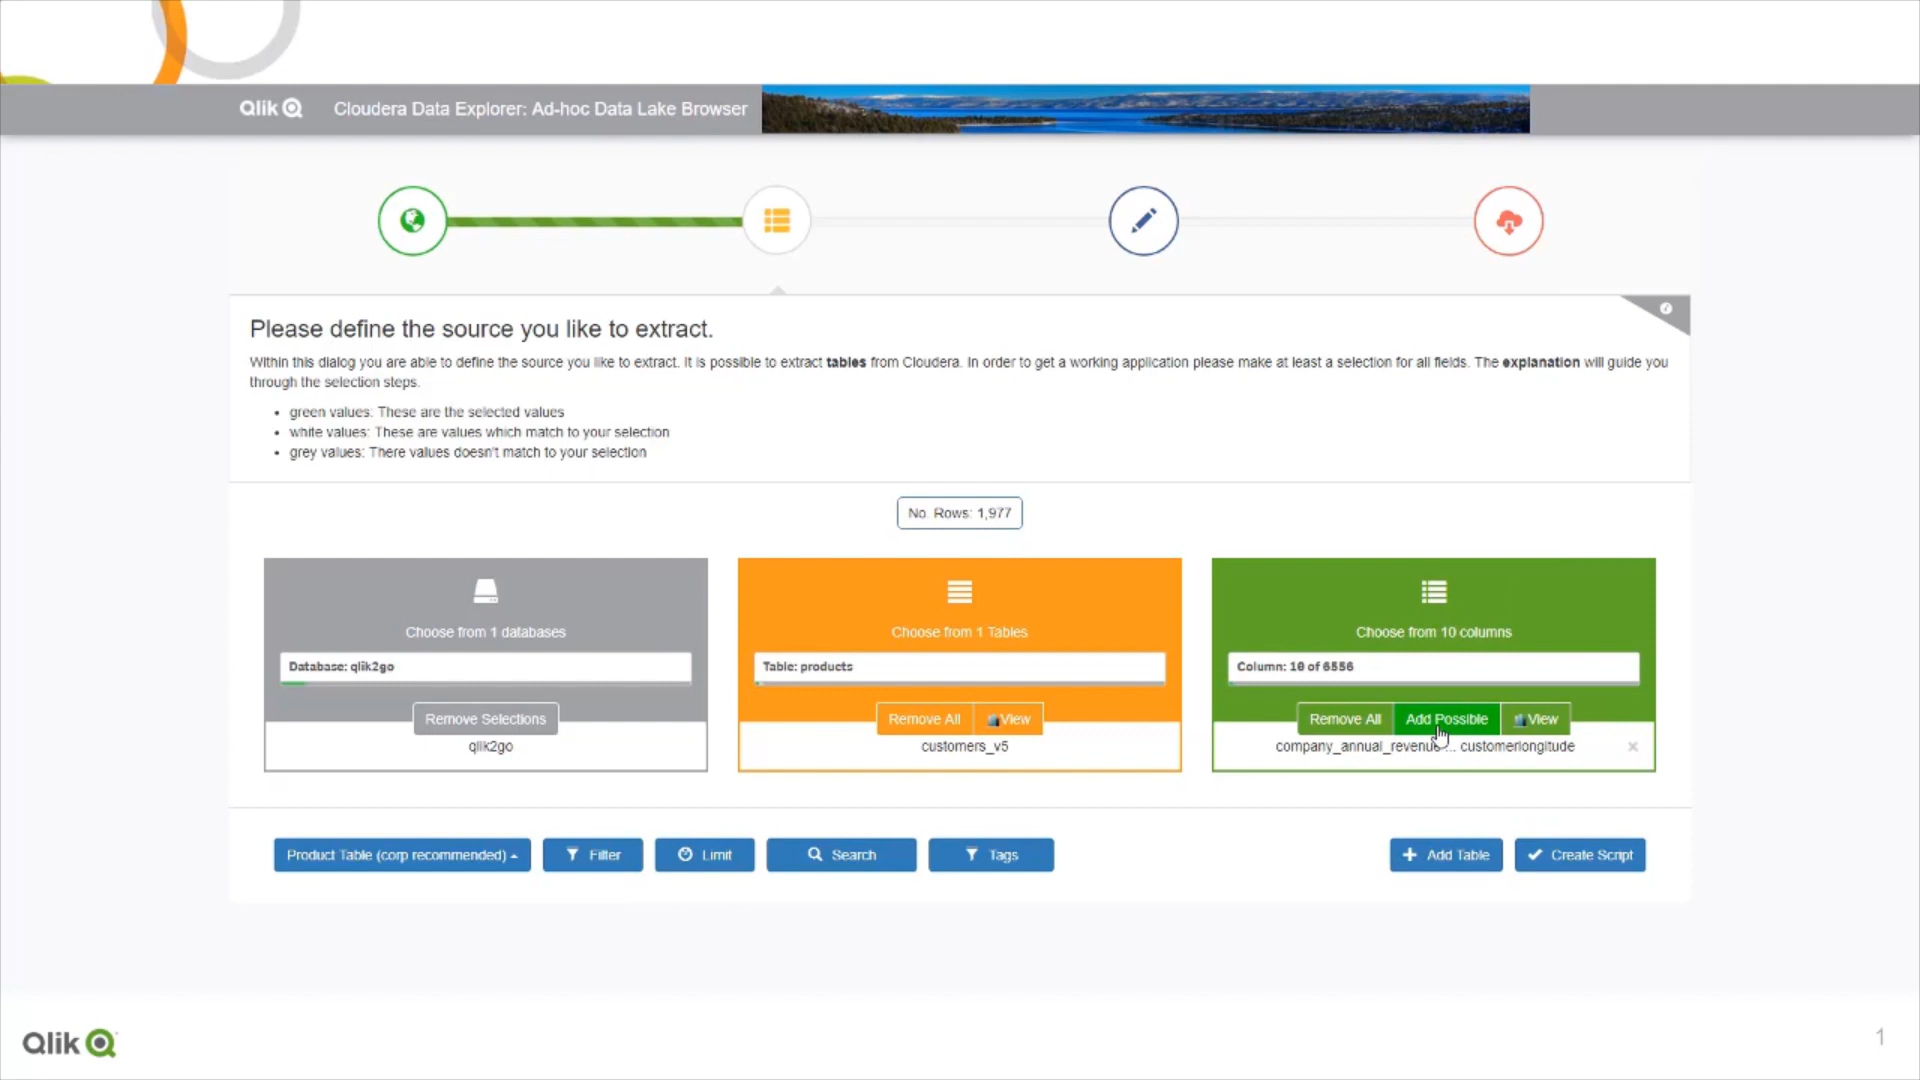 Qlik Cloudera Data Explorer: Ad-hoc Data Lake Browser
Please define the source you like to extract.
Within this dialog you are able to define the source you like to extract. It is possible to extract tables from Cloudera. In order to get a working application please make at least a selection for all fields. The explanation will guide you
through the selection steps.
• green values: These are the selected values
• white values: These are values which match to your selection
• grey values: There values doesn't match to your selection
No. Rows: 1,977
Choose from 1 databases
Database: qlik2go
Remove Selections
qlik2go
Choose from 1 Tables
Table: products
Remove All View
customers_v5
Choose from 10 columns
Column: 10 of 6556
Remove All Add Possible View
company_annual_revenue ... customerlongitude ×
Product Table (corp recommended) Filter Limit Search Tags Add Table Create Script
Qlik
1